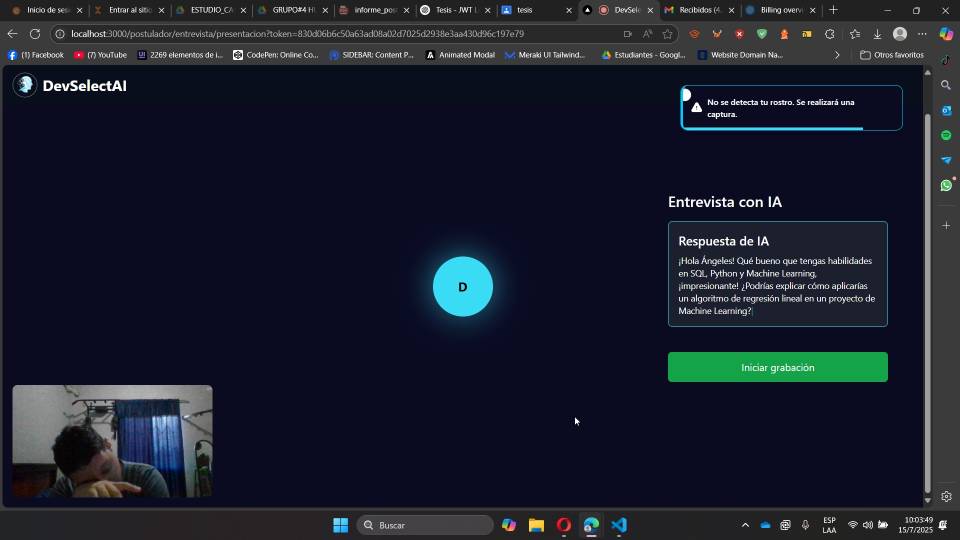 Inicio de ses
Entrar al sitio
ESTUDIO_CA
GRUPO#4 HU
informe_post
Tesis - JWT L
tesis
DevSele
Recibidos (4.
Billing overv
localhost:3000/postulador/entrevista/presentacion?token=830d06b6c50a63ad08a02d7025d2938e3aa430d96c197e79
(1) Facebook
(7) YouTube
2269 elementos de i...
CodePen: Online Co...
SIDEBAR: Content P...
Animated Modal
Meraki UI Tailwind...
Estudiantes - Googl...
Website Domain Na...
Otros favoritos
DevSelectAI
No se detecta tu rostro. Se realizará una
captura.
Entrevista con IA
Respuesta de IA
¡Hola Ángeles! Qué bueno que tengas habilidades
en SQL, Python y Machine Learning,
¡impresionante! ¿Podrías explicar cómo aplicarías
un algoritmo de regresión lineal en un proyecto de
Machine Learning?
D
Iniciar grabación
Buscar
ESP
LAA
10:03:49
15/7/2025